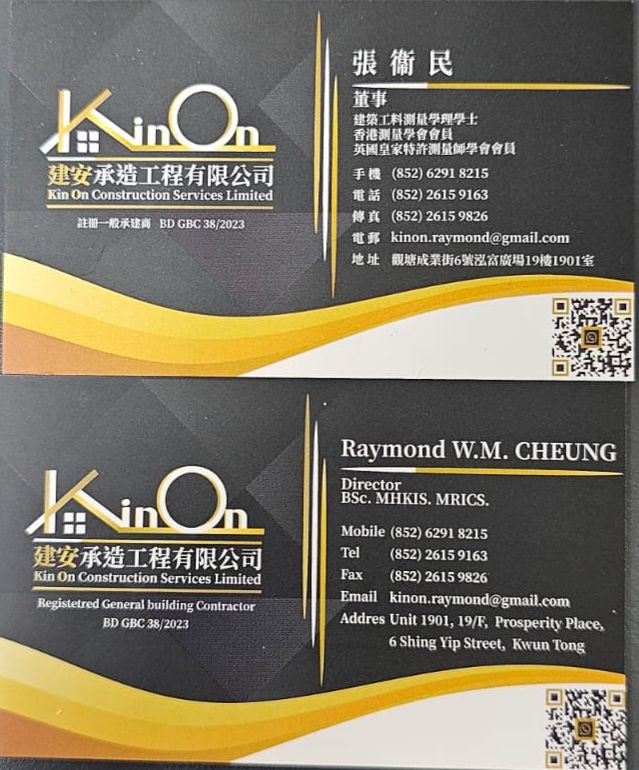 張衞民
董事
建築工料測量學理學士
香港測量學會會員
英國皇家特許測量師學會會員
手機 (852) 6291 8215
電話 (852) 2615 9163
傳真 (852) 2615 9826
電郵 kinon.raymond@gmail.com
地址 觀塘成業街6號泓富廣場19樓1901室
KinOn
建安承造工程有限公司
Kin On Construction Services Limited
註冊一般承建商 BD GBC 38/2023
Raymond W.M. CHEUNG
Director
BSc. MHKIS. MRICS.
Mobile (852) 6291 8215
Tel (852) 2615 9163
Fax (852) 2615 9826
Email kinon.raymond@gmail.com
Addres Unit 1901, 19/F, Prosperity Place,
6 Shing Yip Street, Kwun Tong
KinOn
建安承造工程有限公司
Kin On Construction Services Limited
Registetred General building Contractor
BD GBC 38/2023